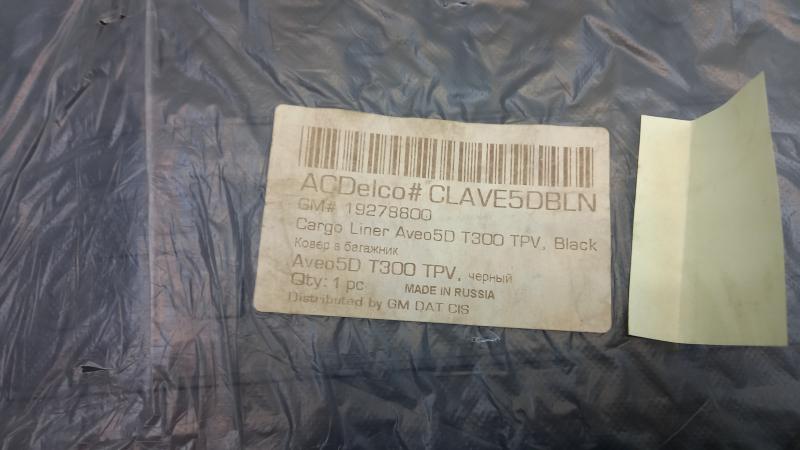 ACDelco# CLAVE5DBLN
GM# 19278800
Cargo Liner Aveo5D T300 TPV, Black
Ковер в багажник
Aveo5D T300 TPV, черный
Qty: 1 pc MADE IN RUSSIA
Distributed by GM DAT CIS